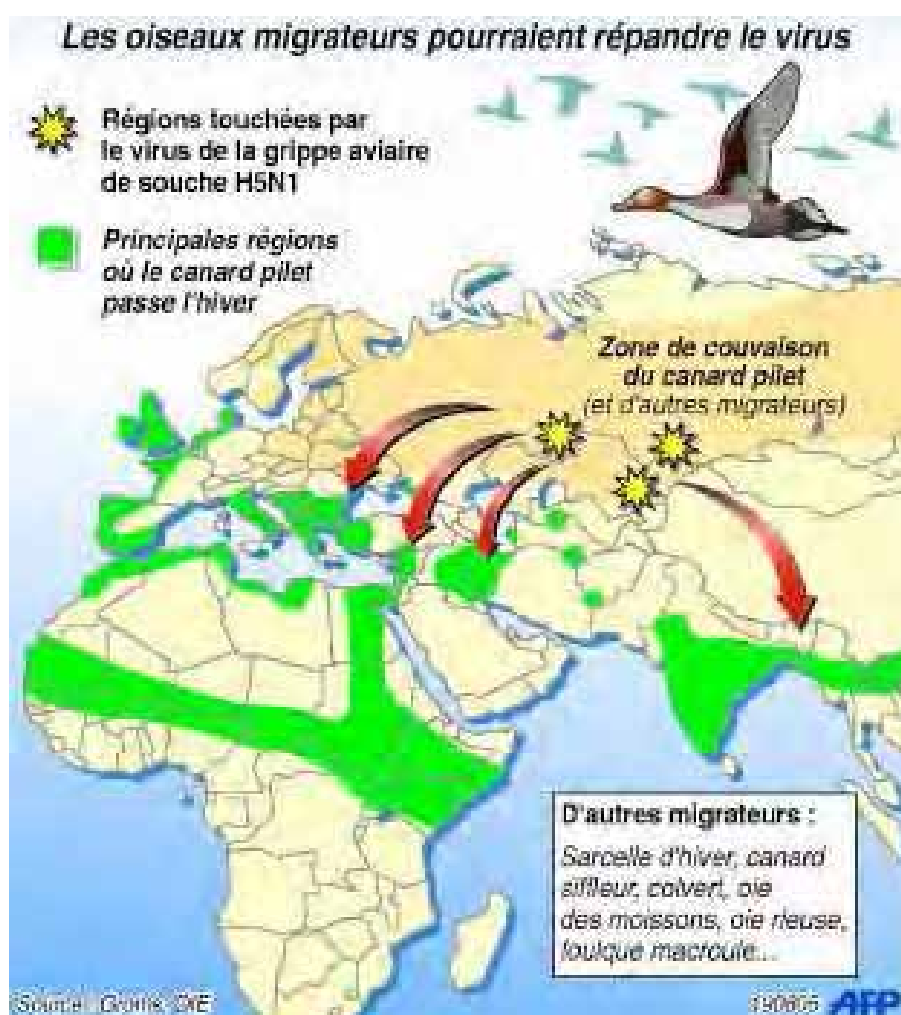 Les oiseaux migrateurs pourraient répandre le virus
Régions touchées par
le virus de la grippe aviaire
de souche H5N1
Principales régions
où le canard pilet
passe l'hiver
Zone de couvaison
du canard pilet
(et d'autres migrateurs)
D'autres migrateurs :
Sarcelle d'hiver, canard
siffleur, colvert, oie
des moissons, oie rieuse,
foulque macroule...
Source : OIE
AFP